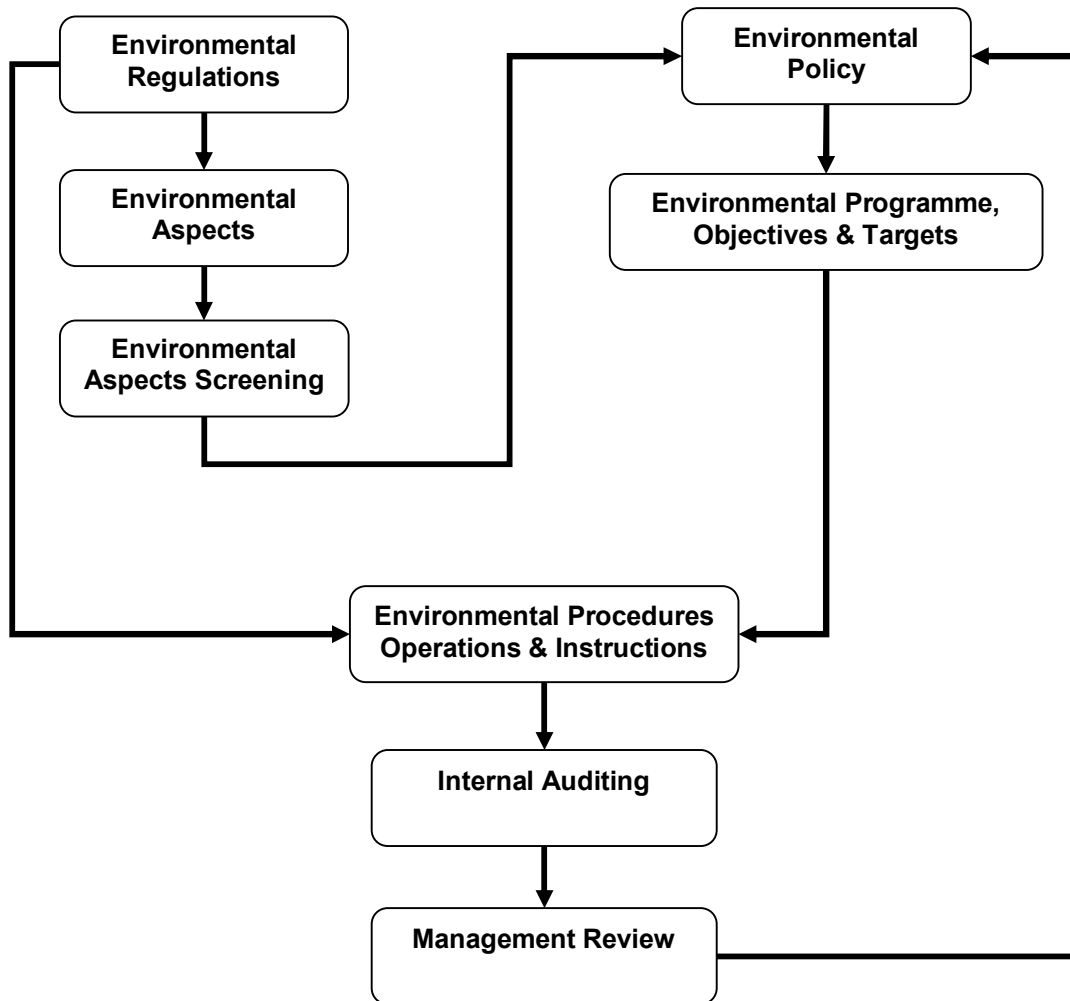 Environmental
Regulations
Environmental
Aspects
Environmental
Aspects Screening
Environmental
Policy
Environmental Programme,
Objectives & Targets
Environmental Procedures
Operations & Instructions
Internal Auditing
Management Review